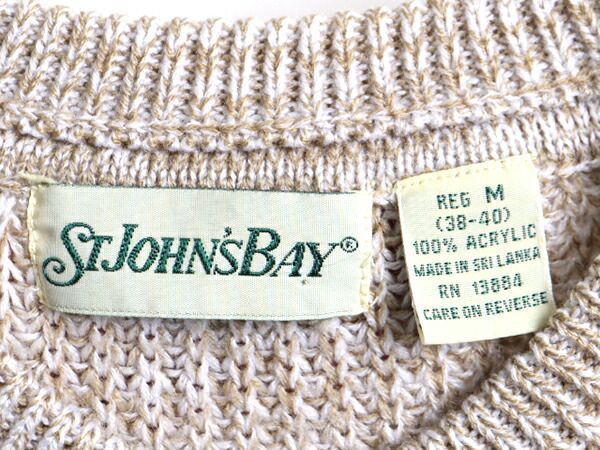 ST JOHN'S BAY®
REG M
(38-40)
100% ACRYLIC
MADE IN SRI LANKA
RN 13884
CARE ON REVERSE